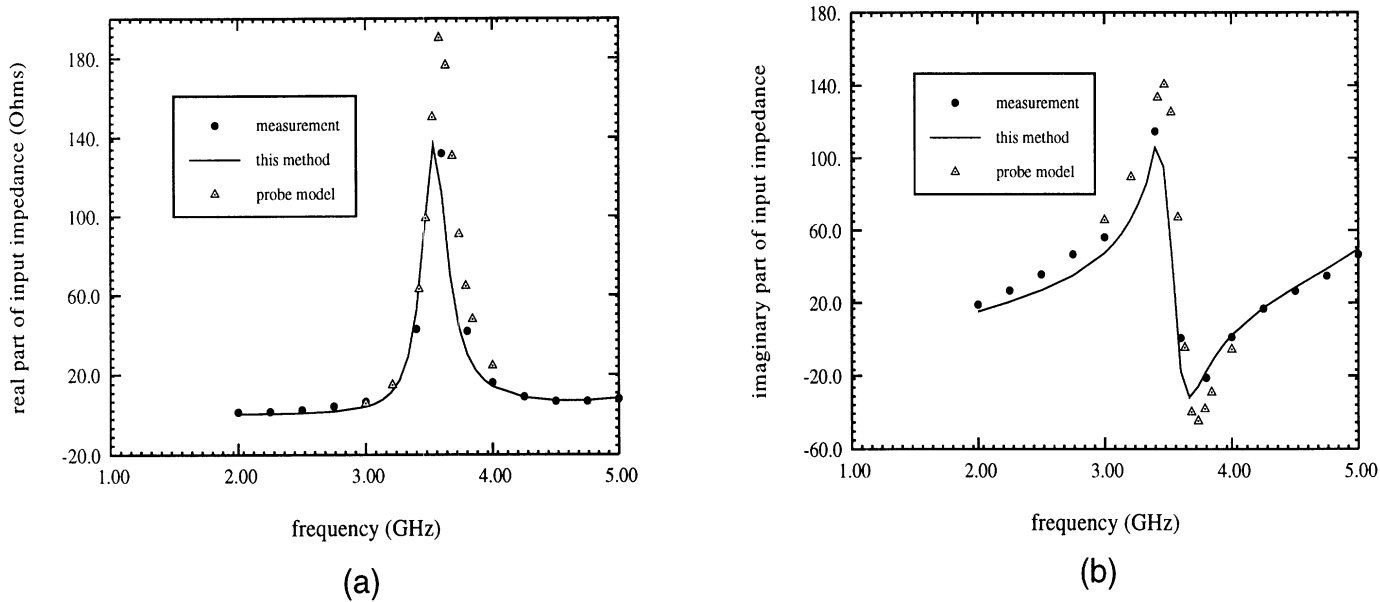 real part of input impedance (Ohms)
180.
140.
100.
60.0
20.0
-20.0
measurement
this method
probe model
1.00 2.00 3.00 4.00 5.00
frequency (GHz)
(a)
imaginary part of input impedance
180.
140.
100.
60.0
20.0
-20.0
-60.0
measurement
this method
probe model
1.00 2.00 3.00 4.00 5.00
frequency (GHz)
(b)